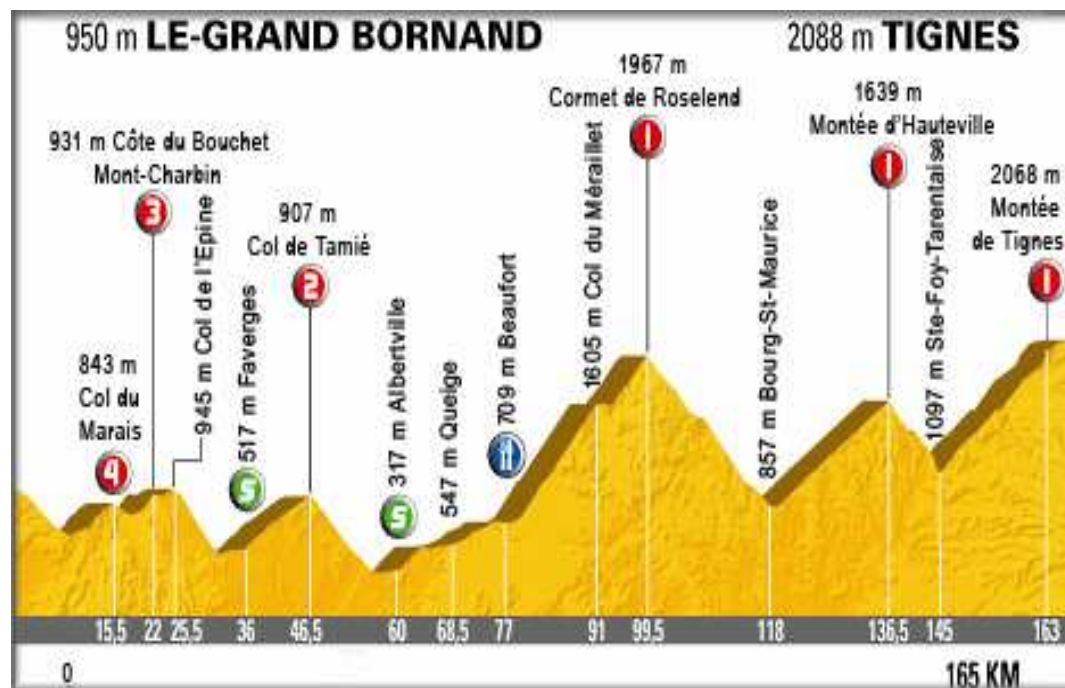 950 m LE-GRAND BORNAND
2088 m TIGNES
931 m Côte du Bouchet
Mont-Charbin
3
843 m
Col du
Marais
4
945 m Col de l'Epine
517 m Faverges
S
907 m
Col de Tamié
2
317 m Albertville
S
547 m Queige
709 m Beaufort
1605 m Col du Méraillet
1967 m
Cormet de Roselend
1
857 m Bourg-St-Maurice
1639 m
Montée d'Hauteville
1
1097 m Ste-Foy-Tarentaise
2068 m
Montée
de Tignes
1
15,5 22 25,5 36 46,5 60 68,5 77 91 99,5 118 136,5 145 163
0 165 KM